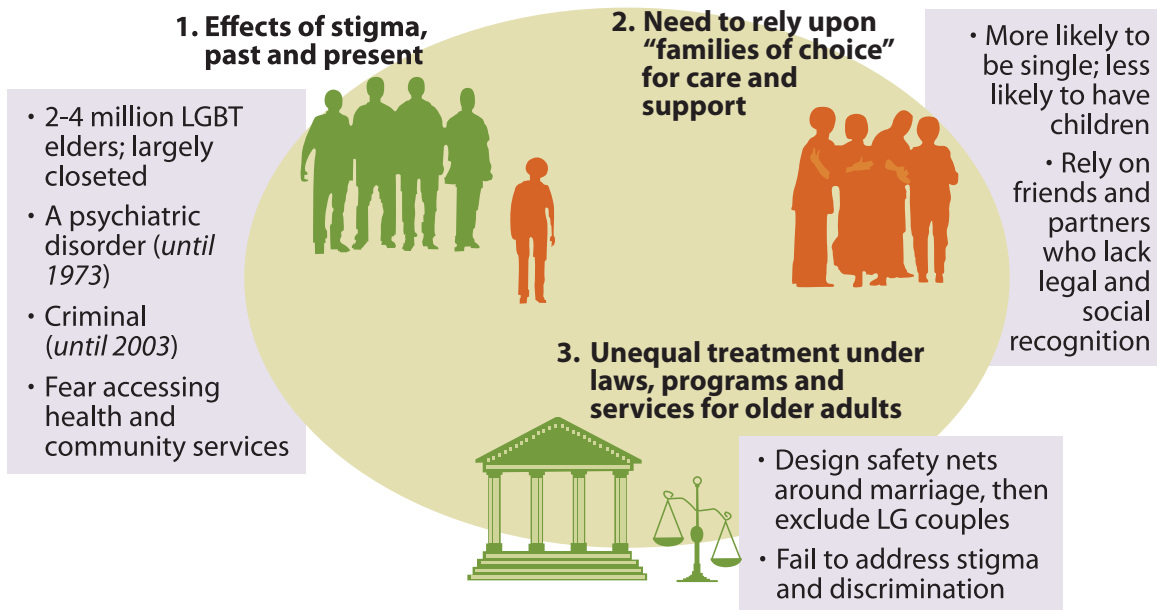 1. Effects of stigma,
past and present
• 2-4 million LGBT
elders; largely
closeted
• A psychiatric
disorder (until
1973)
• Criminal
(until 2003)
• Fear accessing
health and
community services
2. Need to rely upon
“families of choice”
for care and
support
• More likely to
be single; less
likely to have
children
• Rely on
friends and
partners
who lack
legal and
social
recognition
3. Unequal treatment under
laws, programs and
services for older adults
• Design safety nets
around marriage, then
exclude LG couples
• Fail to address stigma
and discrimination